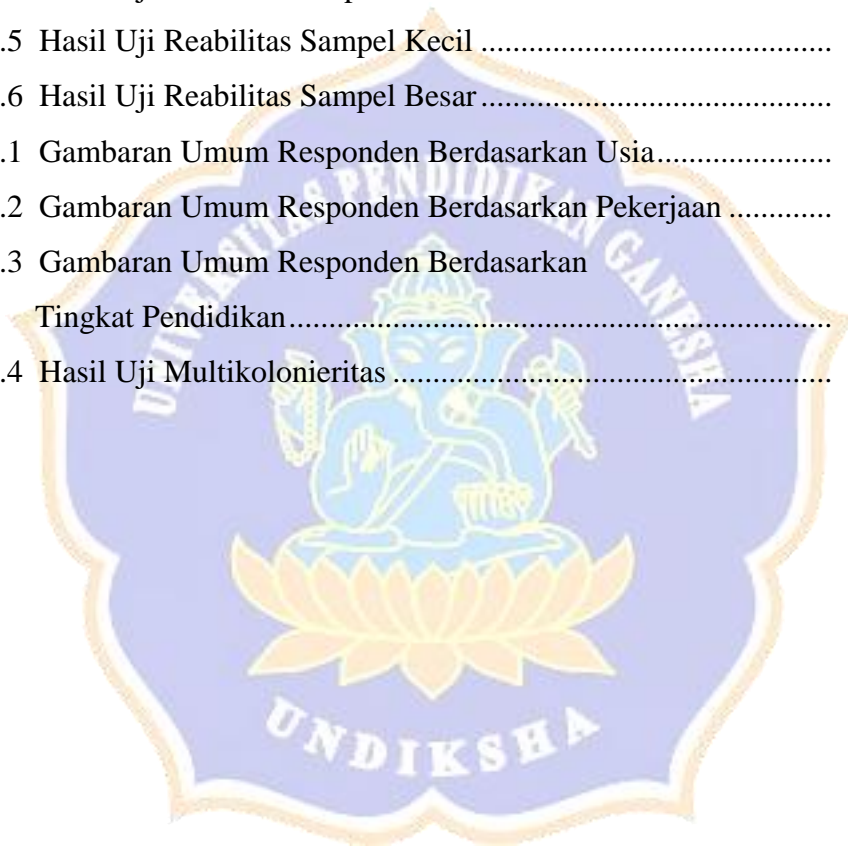 .5 Hasil Uji Reabilitas Sampel Kecil ............................................
.6 Hasil Uji Reabilitas Sampel Besar ............................................
.1 Gambaran Umum Responden Berdasarkan Usia......................
.2 Gambaran Umum Responden Berdasarkan Pekerjaan .............
.3 Gambaran Umum Responden Berdasarkan
Tingkat Pendidikan....................................................................
.4 Hasil Uji Multikolonieritas .......................................................
UNIVERSITAS PENDIDIKAN GANESHA
UNDIKSHA